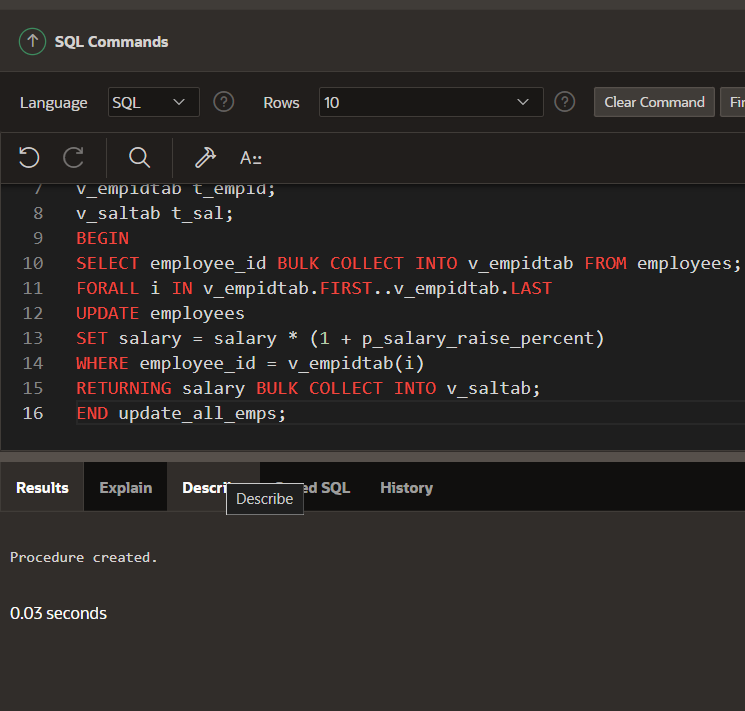 SQL Commands
Language SQL Rows 10 Clear Command
A::
7 v_empidtab t_empid;
8 v_saltab t_sal;
9 BEGIN
10 SELECT employee_id BULK COLLECT INTO v_empidtab FROM employees;
11 FORALL i IN v_empidtab.FIRST..v_empidtab.LAST
12 UPDATE employees
13 SET salary = salary * (1 + p_salary_raise_percent)
14 WHERE employee_id = v_empidtab(i)
15 RETURNING salary BULK COLLECT INTO v_saltab;
16 END update_all_emps;
Results Explain SQL History
Describe
Procedure created.
0.03 seconds